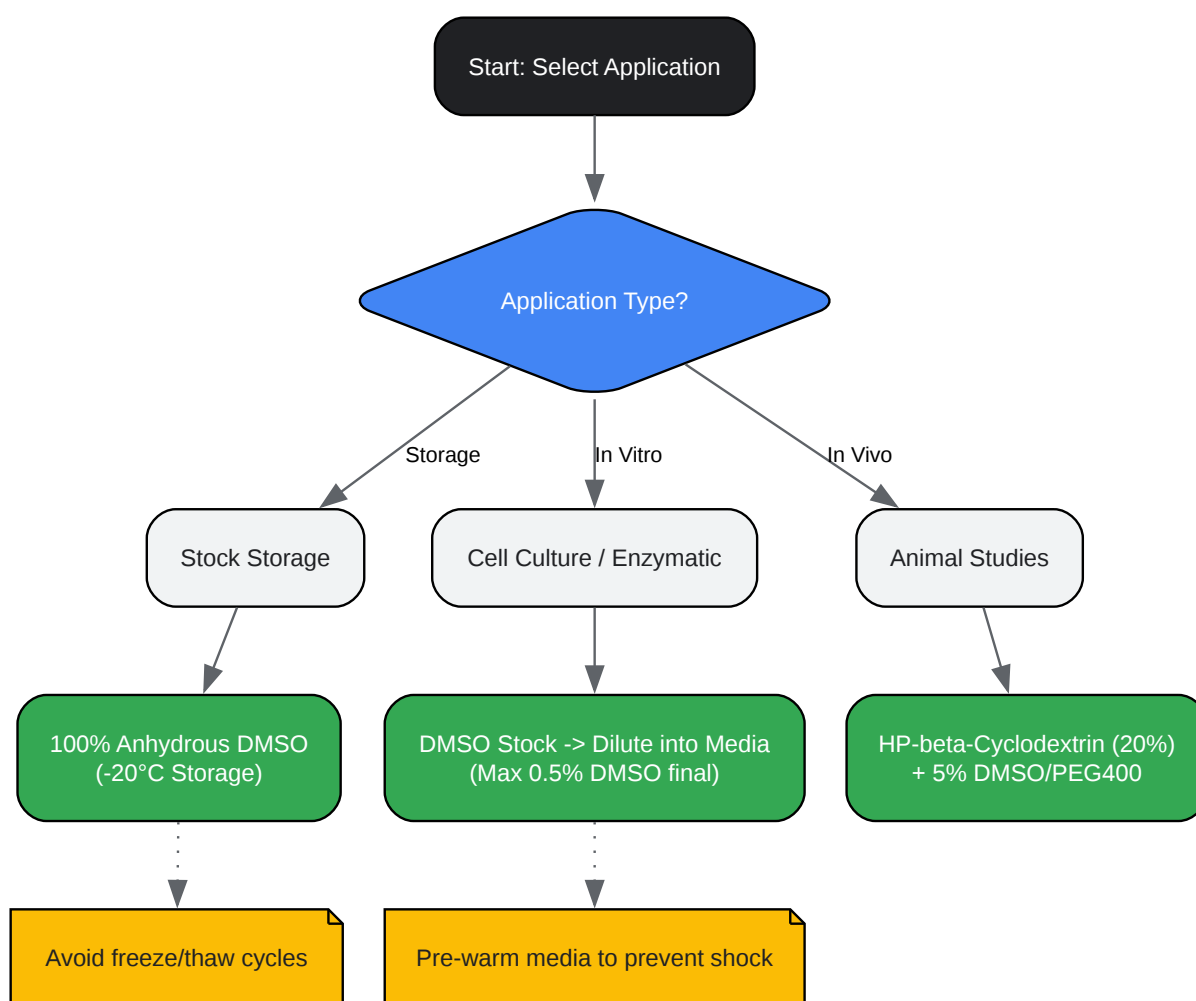 Start: Select Application
Application Type?
Storage
In Vitro
In Vivo
Stock Storage
Cell Culture / Enzymatic
Animal Studies
100% Anhydrous DMSO
(-20°C Storage)
DMSO Stock -> Dilute into Media
(Max 0.5% DMSO final)
HP-beta-Cyclodextrin (20%)
+ 5% DMSO/PEG400
Avoid freeze/thaw cycles
Pre-warm media to prevent shock